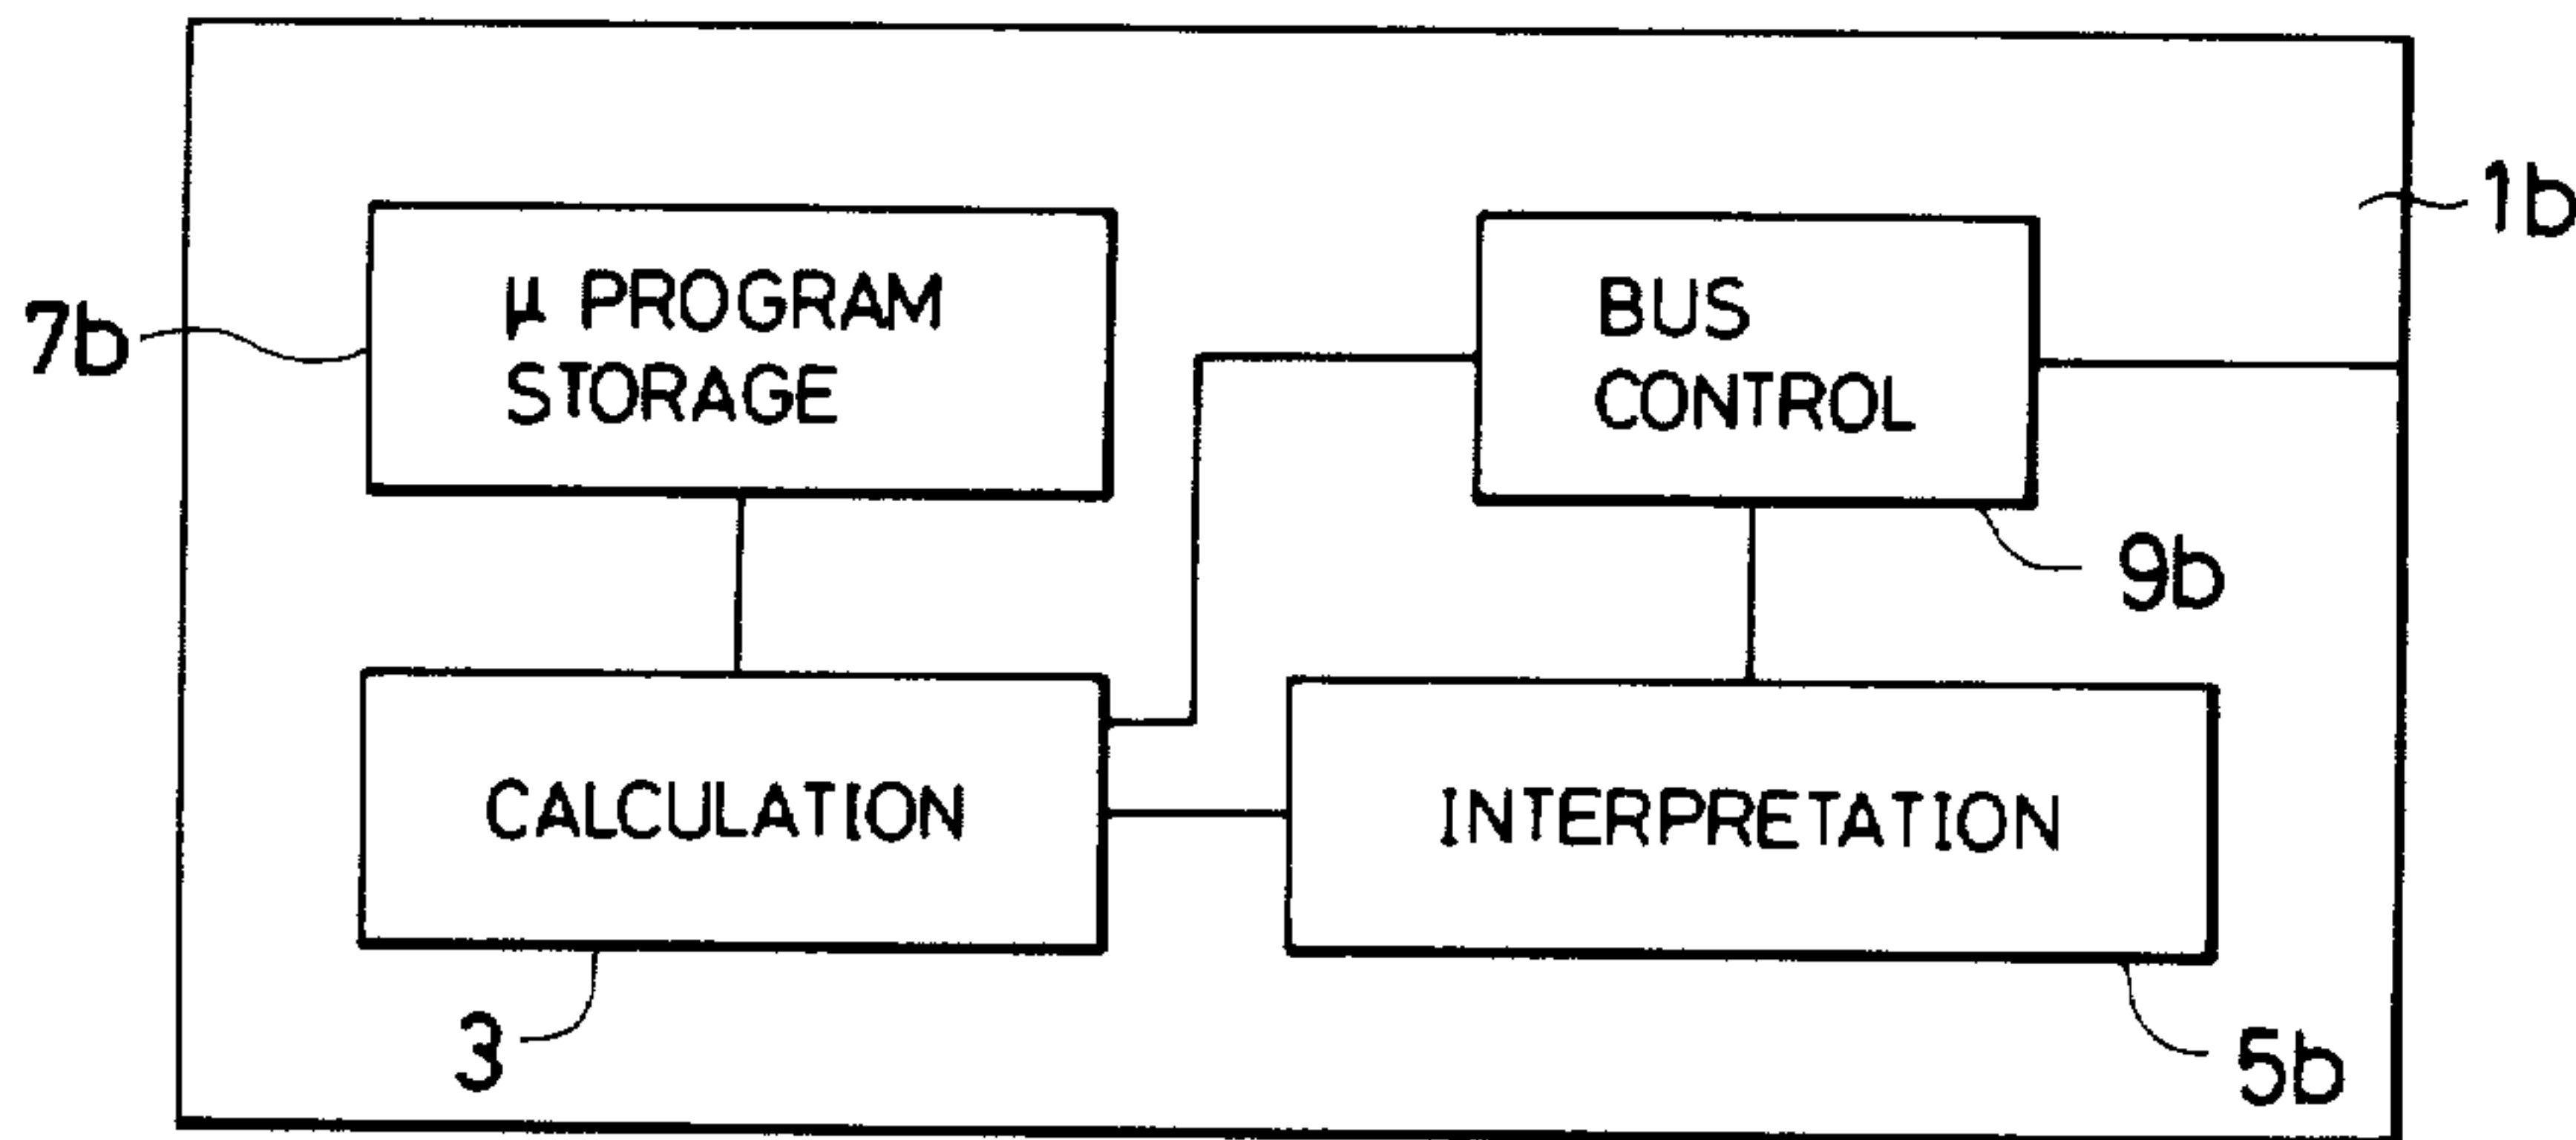 1b
7b
μ PROGRAM
STORAGE
BUS
CONTROL
9b
CALCULATION
INTERPRETATION
3
5b